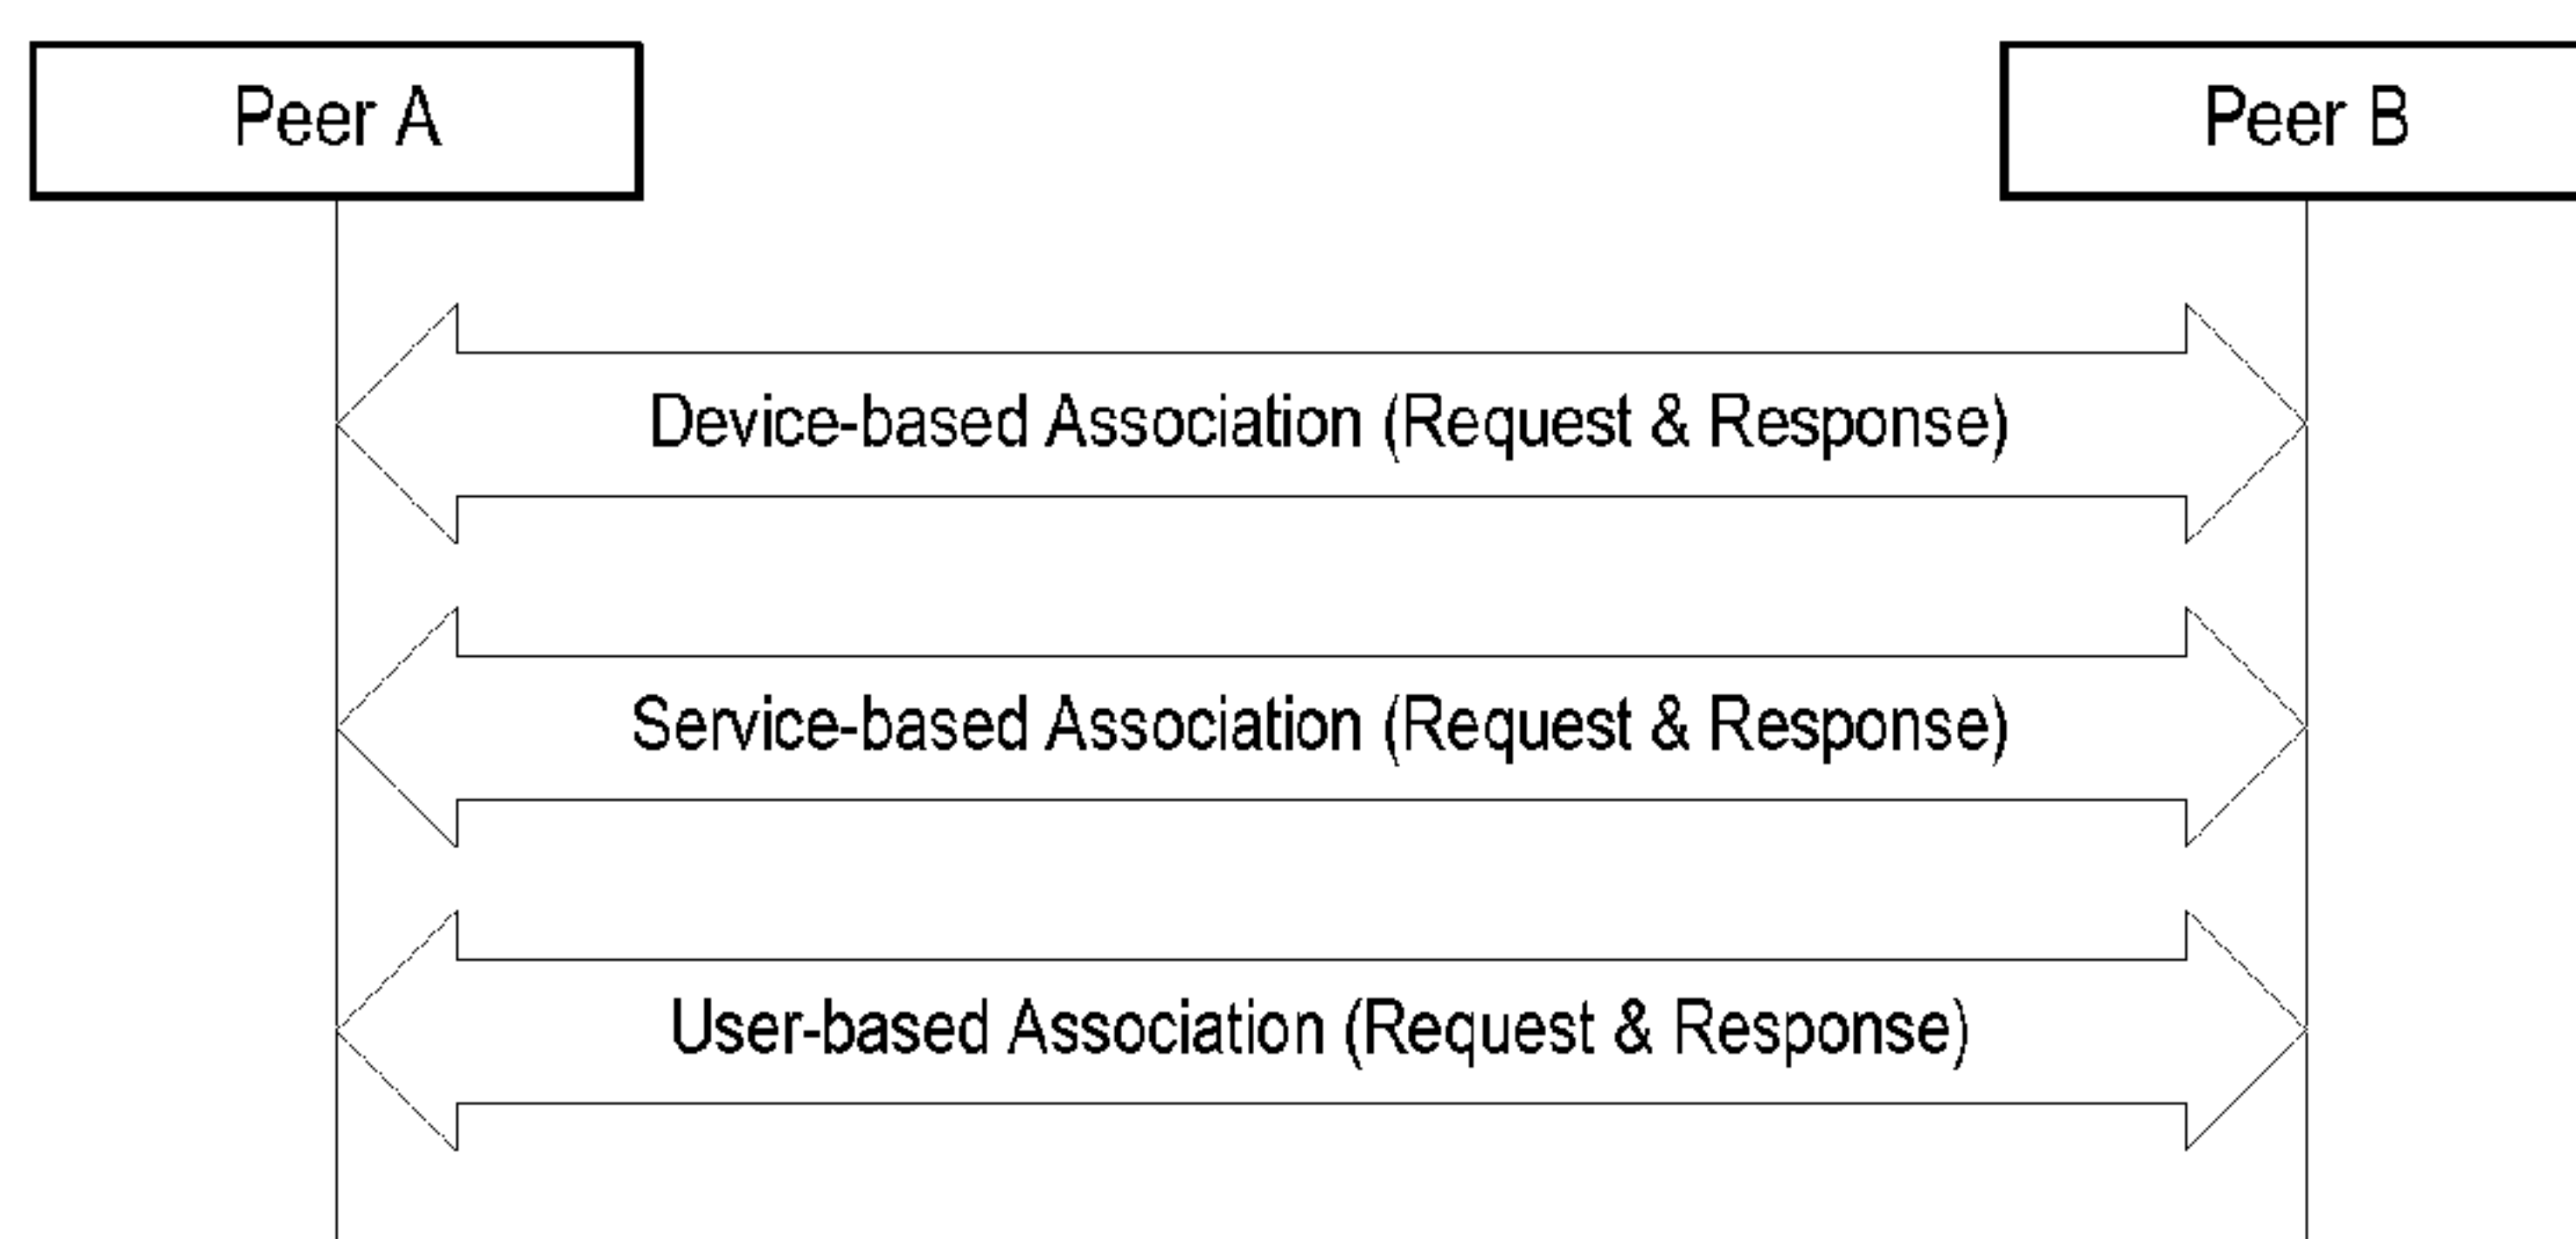 Peer A
Peer B
Device-based Association (Request & Response)
Service-based Association (Request & Response)
User-based Association (Request & Response)